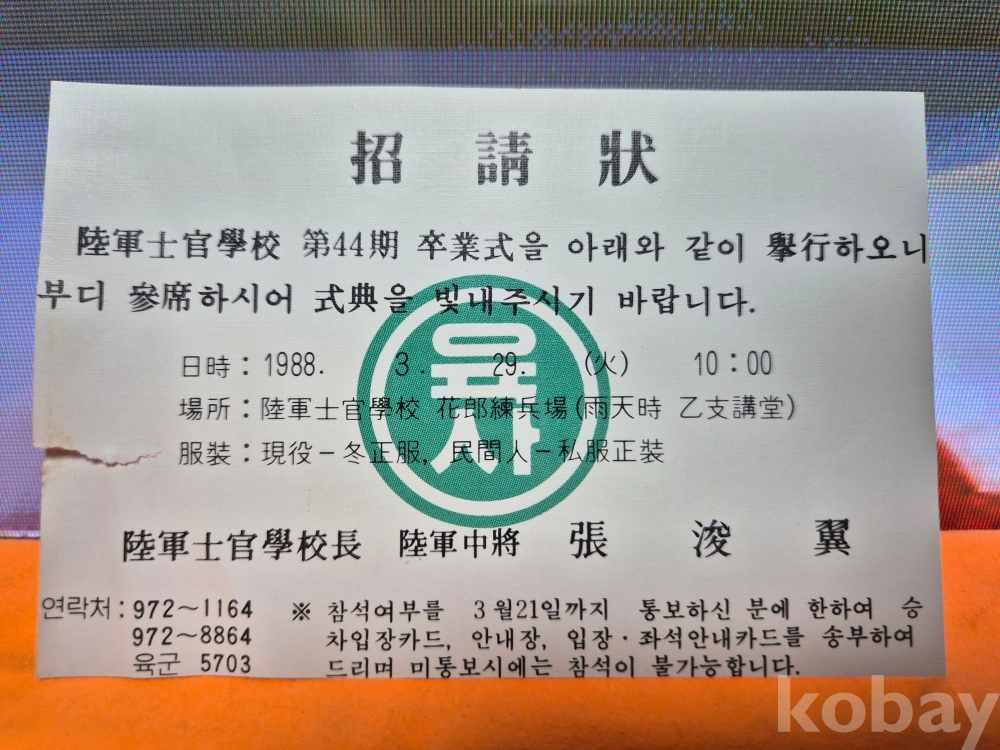 招請狀
陸軍士官學校 第44期 卒業式을 아래와 같이 擧行하오니
부디 參席하시어 式典을 빛내주시기 바랍니다.
육사
日時 : 1988. 3. 29. (火) 10 : 00
場所 : 陸軍士官學校 花郎練兵場(雨天時 乙支講堂)
服裝 : 現役－冬正服, 民間人－私服正裝
陸軍士官學校長 陸軍中將 張浚翼
연락처 : 972～1164
972～8864
육군 5703
※ 참석여부를 3월21일까지 통보하신 분에 한하여 승
차입장카드, 안내장, 입장·좌석안내카드를 송부하여
드리며 미통보시에는 참석이 불가능합니다.
kobay